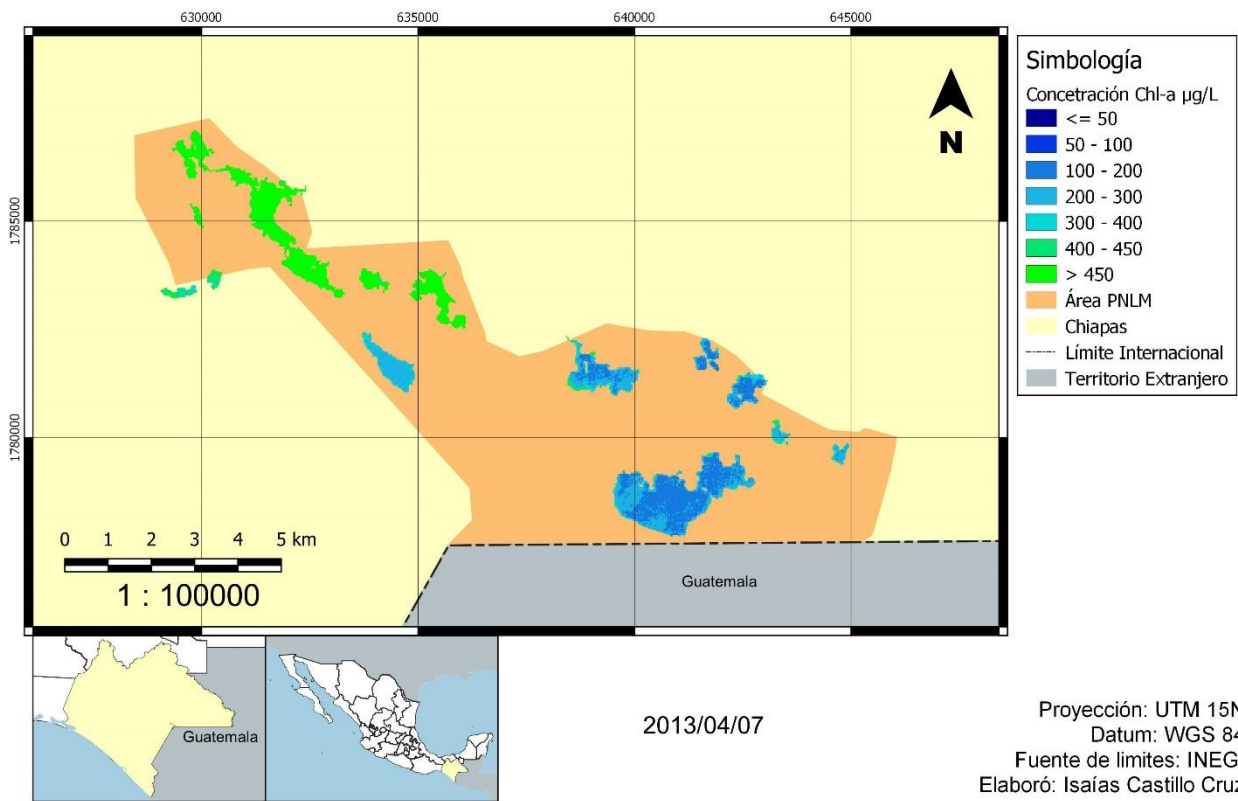 630000
635000
640000
645000
1785000
1780000
N
0 1 2 3 4 5 km
1 : 100000
Guatemala
Simbología
Concetración Chl-a µg/L
<= 50
50 - 100
100 - 200
200 - 300
300 - 400
400 - 450
> 450
Área PNLM
Chiapas
Límite Internacional
Territorio Extranjero
Guatemala
2013/04/07
Proyección: UTM 15N
Datum: WGS 84
Fuente de limites: INEG
Elaboró: Isaías Castillo Cruz